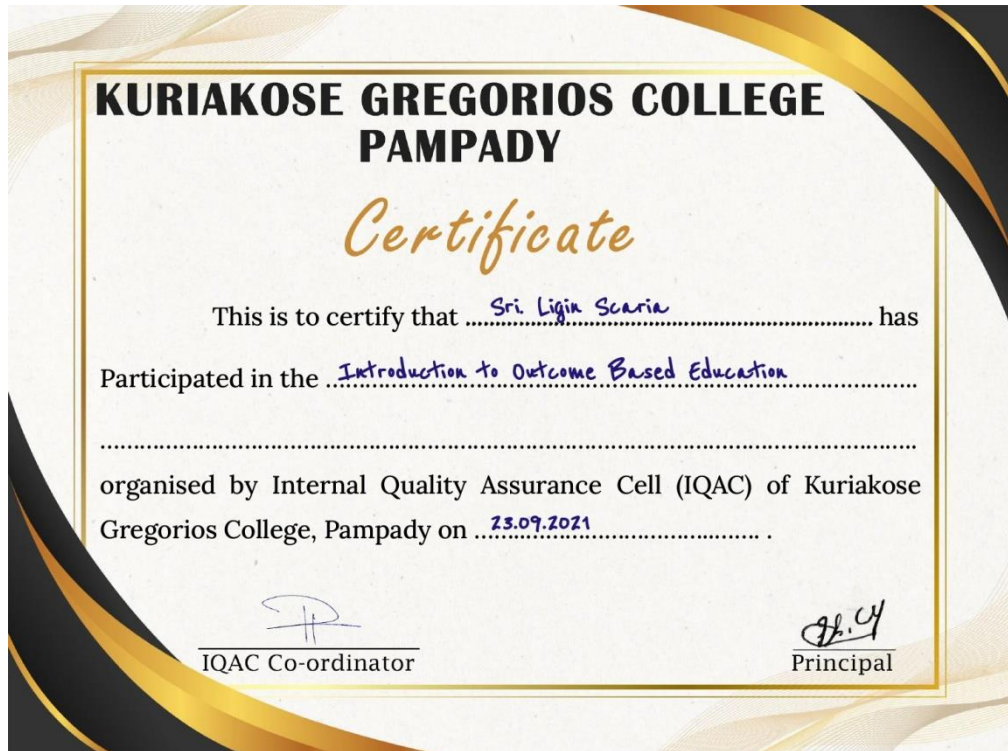 KURIAKOSE GREGORIOS COLLEGE
PAMPADY
Certificate
This is to certify that Sri. Ligin Scaria has
Participated in the Introduction to Outcome Based Education
organised by Internal Quality Assurance Cell (IQAC) of Kuriakose
Gregorios College, Pampady on 23.09.2021 .
IQAC Co-ordinator
Principal